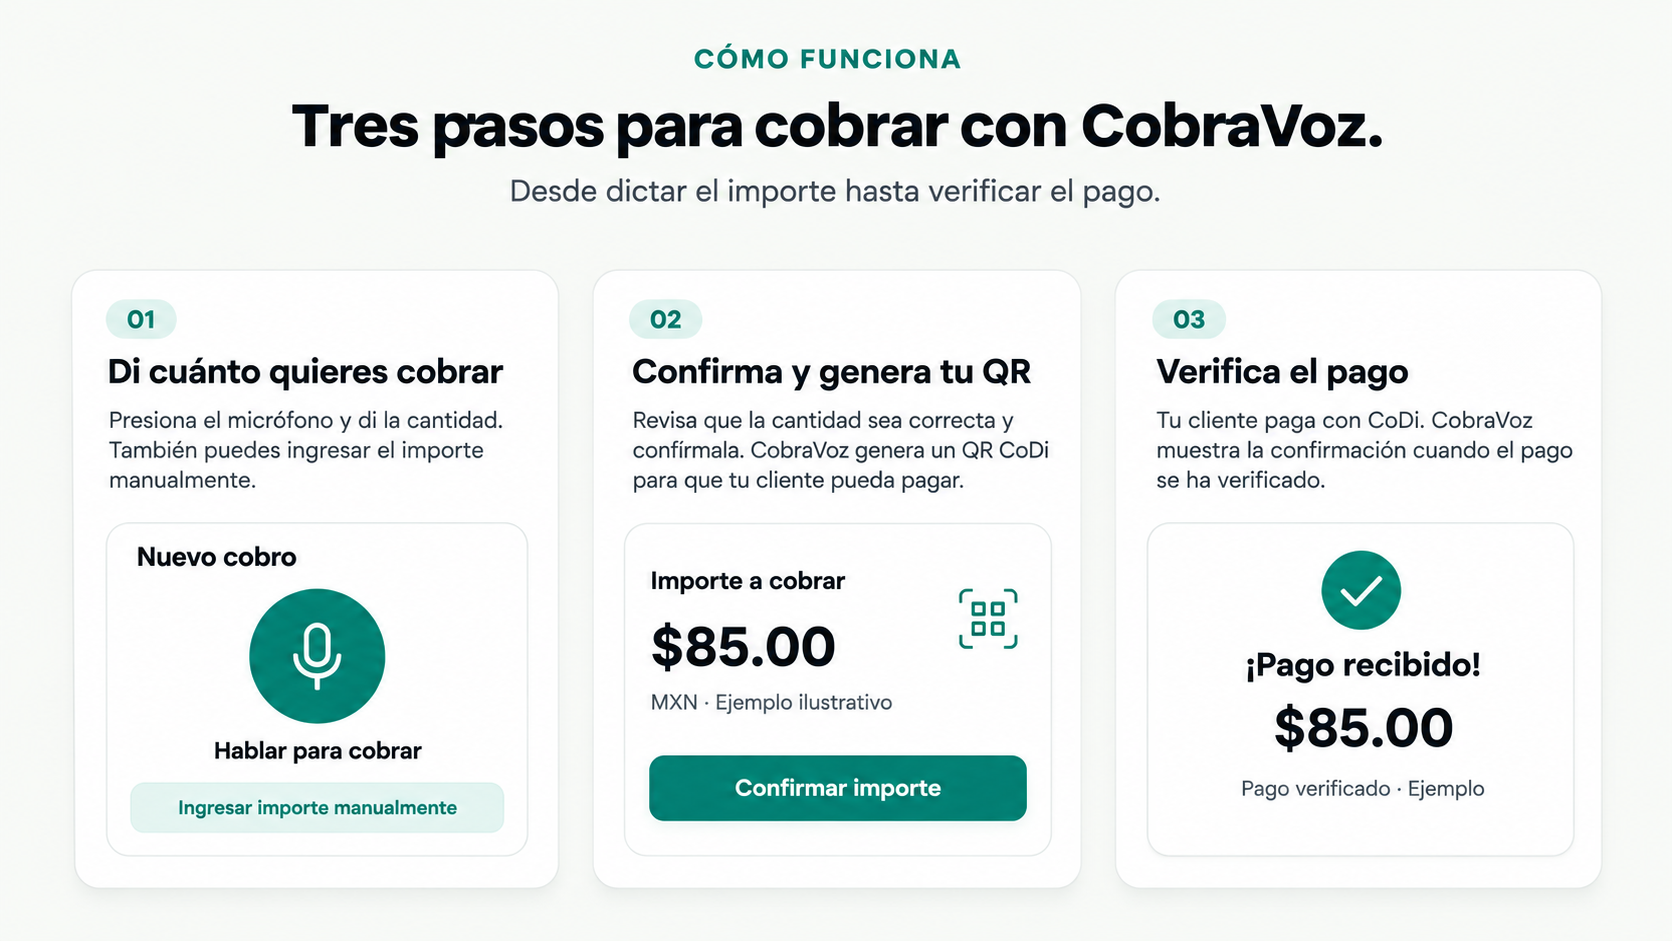 CÓMO FUNCIONA
Tres pasos para cobrar con CobraVoz.
Desde dictar el importe hasta verificar el pago.
01
Di cuánto quieres cobrar
Presiona el micrófono y di la cantidad.
También puedes ingresar el importe
manualmente.
Nuevo cobro
Hablar para cobrar
Ingresar importe manualmente
02
Confirma y genera tu QR
Revisa que la cantidad sea correcta y
confírmala. CobraVoz genera un QR CoDi
para que tu cliente pueda pagar.
Importe a cobrar
$85.00
MXN · Ejemplo ilustrativo
Confirmar importe
03
Verifica el pago
Tu cliente paga con CoDi. CobraVoz
muestra la confirmación cuando el pago
se ha verificado.
¡Pago recibido!
$85.00
Pago verificado · Ejemplo